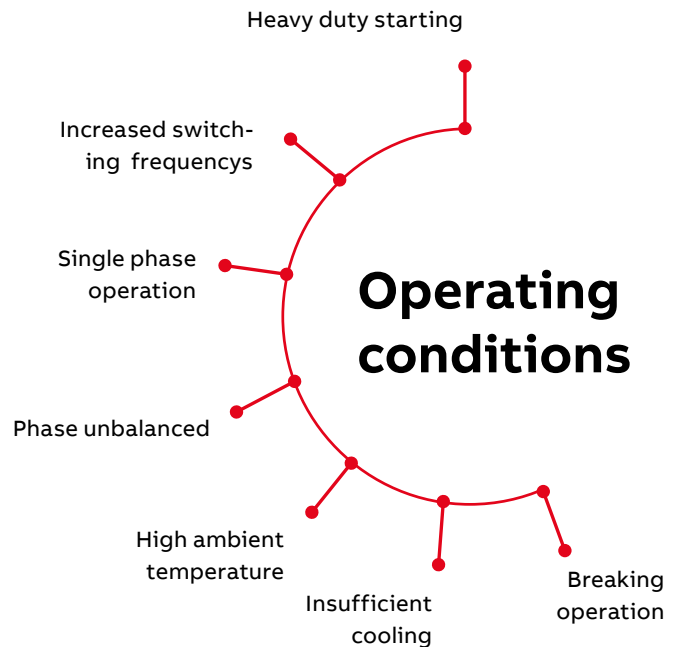 Heavy duty starting
Increased switch-
ing  frequencys
Single phase
operation
Operating
conditions
Phase unbalanced
High ambient
temperature
Insufficient
cooling
Breaking
operation